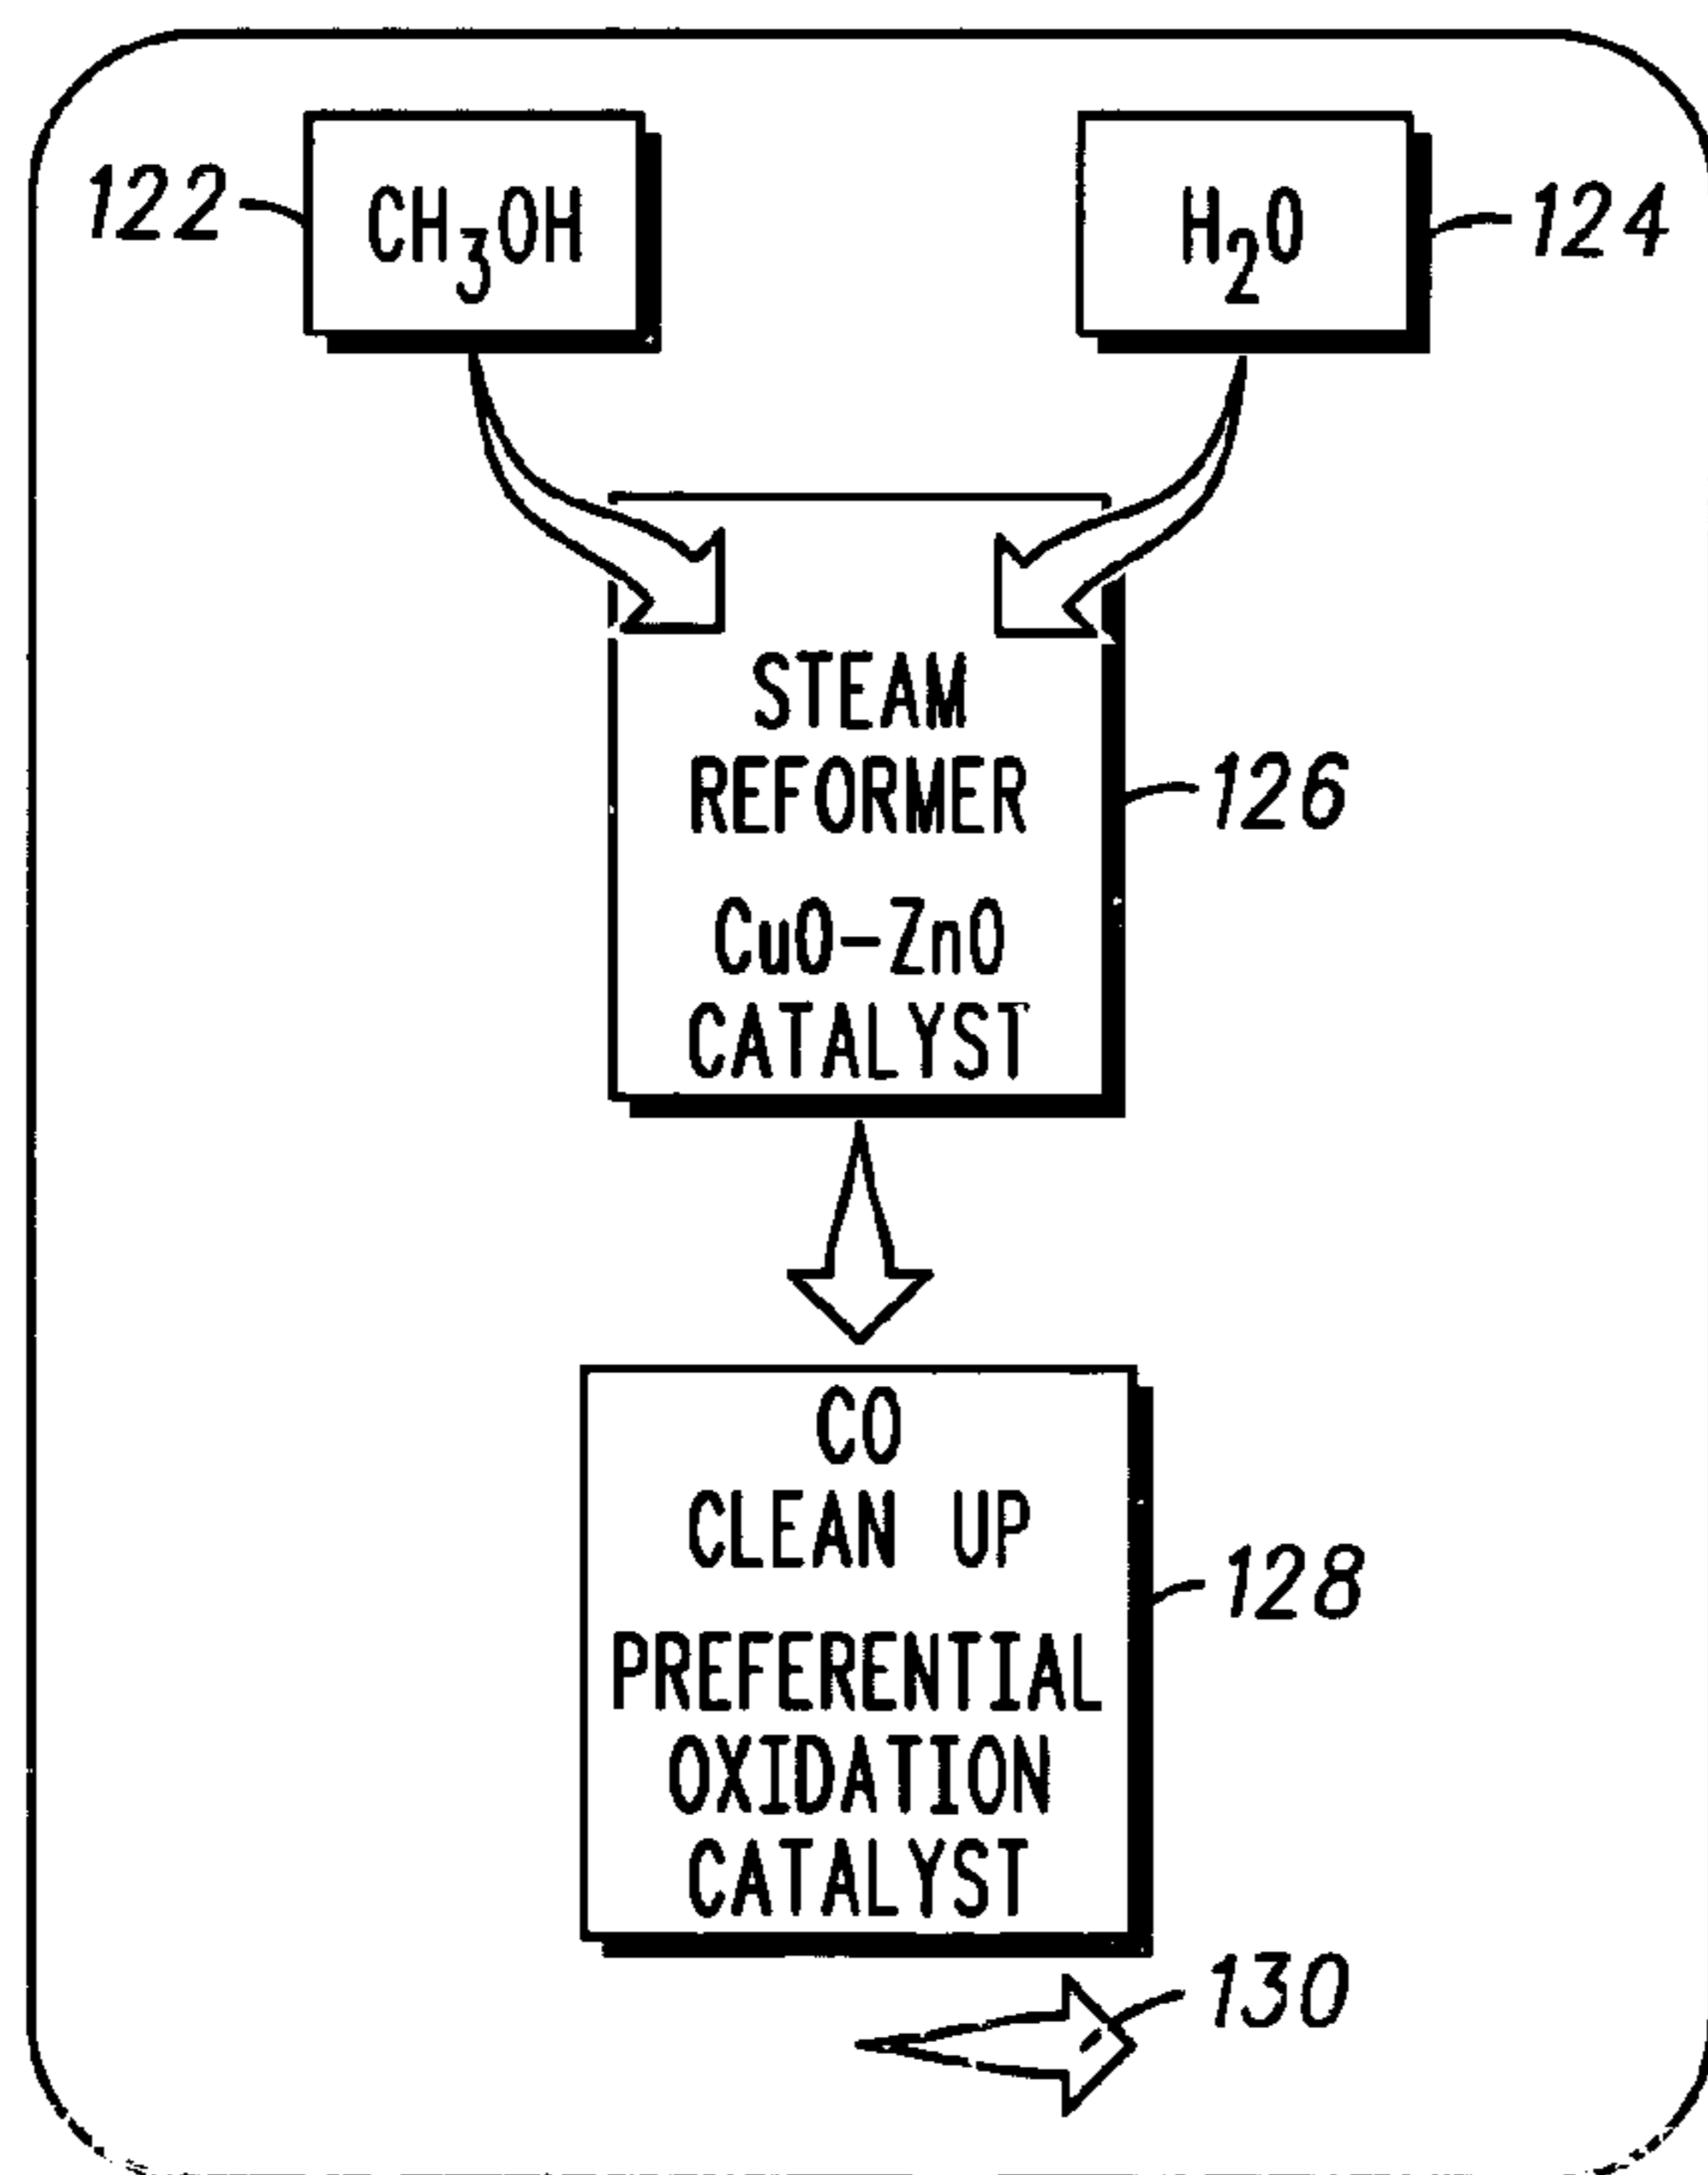 122
CH3OH
H2O
124
STEAM
REFORMER
126
CuO-ZnO
CATALYST
CO
CLEAN UP
128
PREFERENTIAL
OXIDATION
CATALYST
130